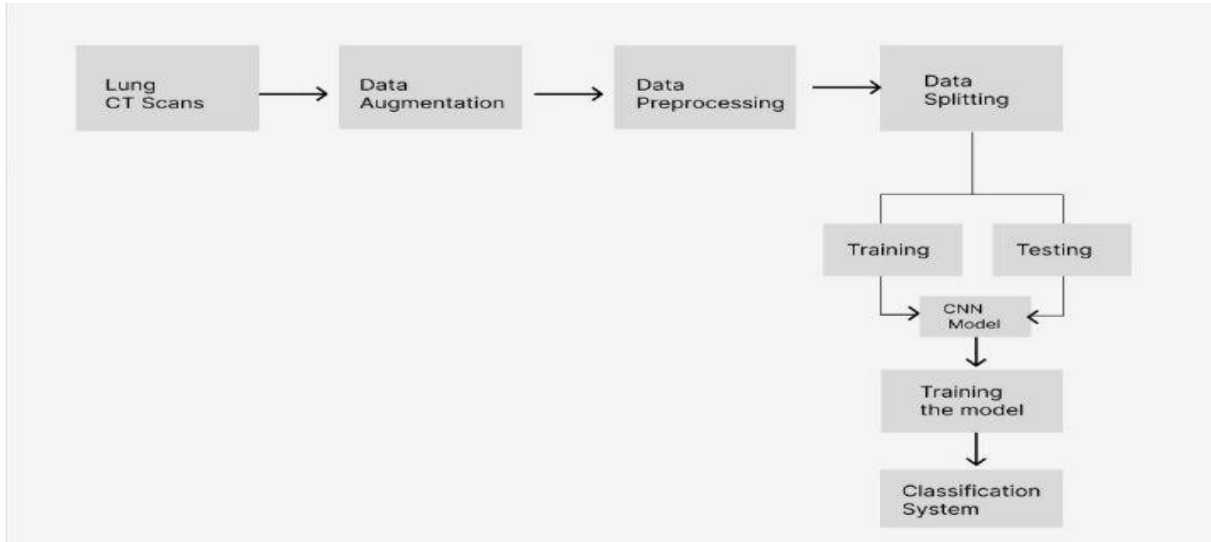 Lung
CT Scans
Data
Augmentation
Data
Preprocessing
Data
Splitting
Training
Testing
CNN
Model
Training
the model
Classification
System